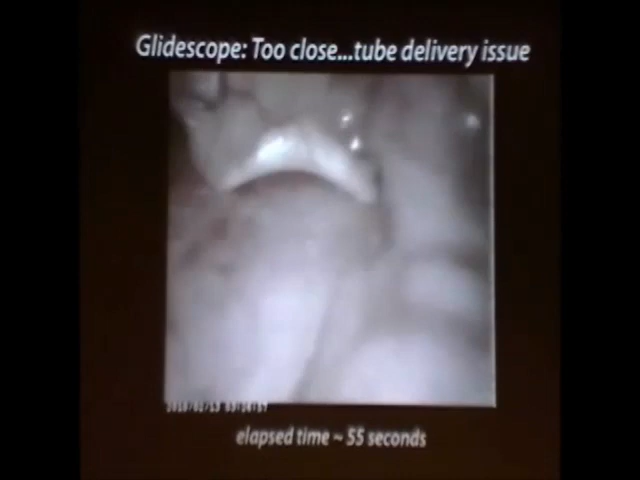 Glidescope: Too close...tube delivery issue
elapsed time ~ 55 seconds